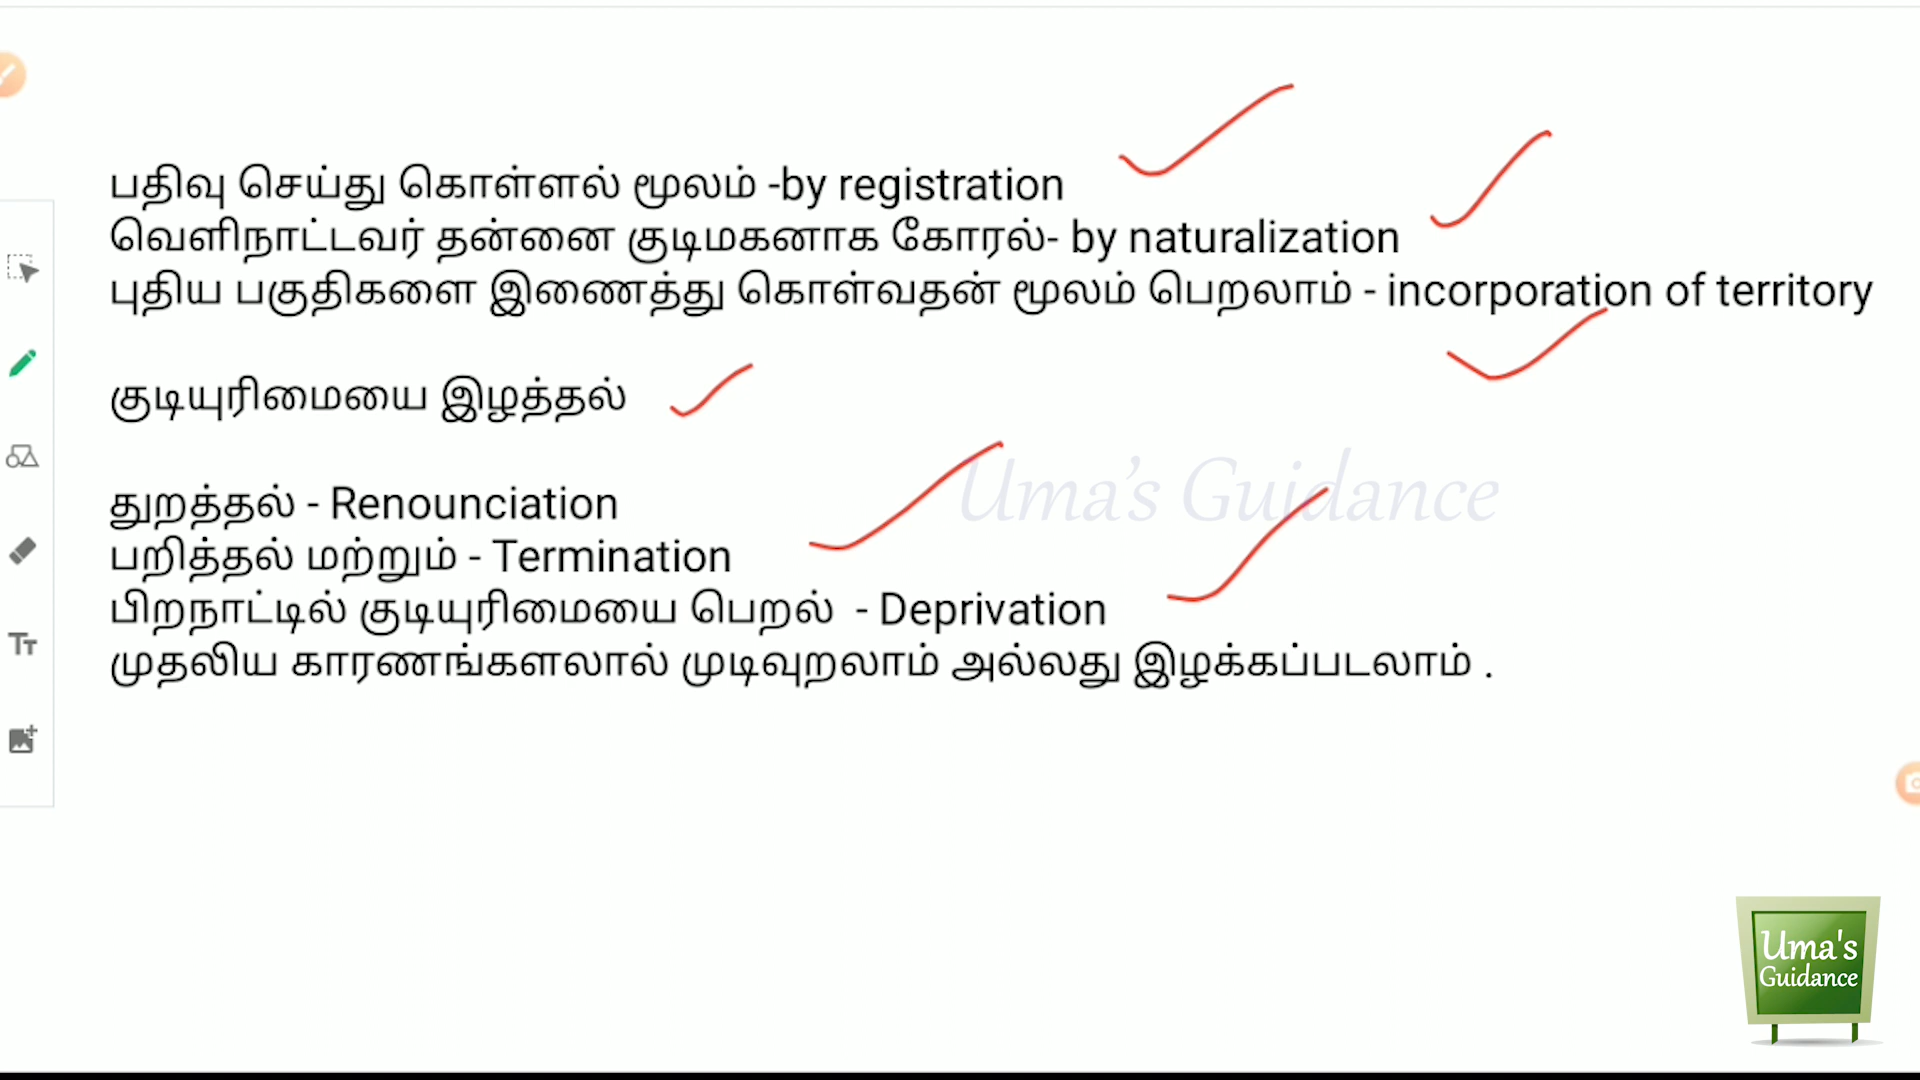 பதிவு செய்து கொள்ளல் மூலம் -by registration
வெளிநாட்டவர் தன்னை குடிமகனாக கோரல்- by naturalization
புதிய பகுதிகளை இணைத்து கொள்வதன் மூலம் பெறலாம் - incorporation of territory
குடியுரிமையை இழத்தல்
Uma's Guidance
துறத்தல் - Renounciation
பறித்தல் மற்றும் - Termination
பிறநாட்டில் குடியுரிமையை பெறல் - Deprivation
முதலிய காரணங்களலால் முடிவுறலாம் அல்லது இழக்கப்படலாம் .
TT
Uma's
Guidance